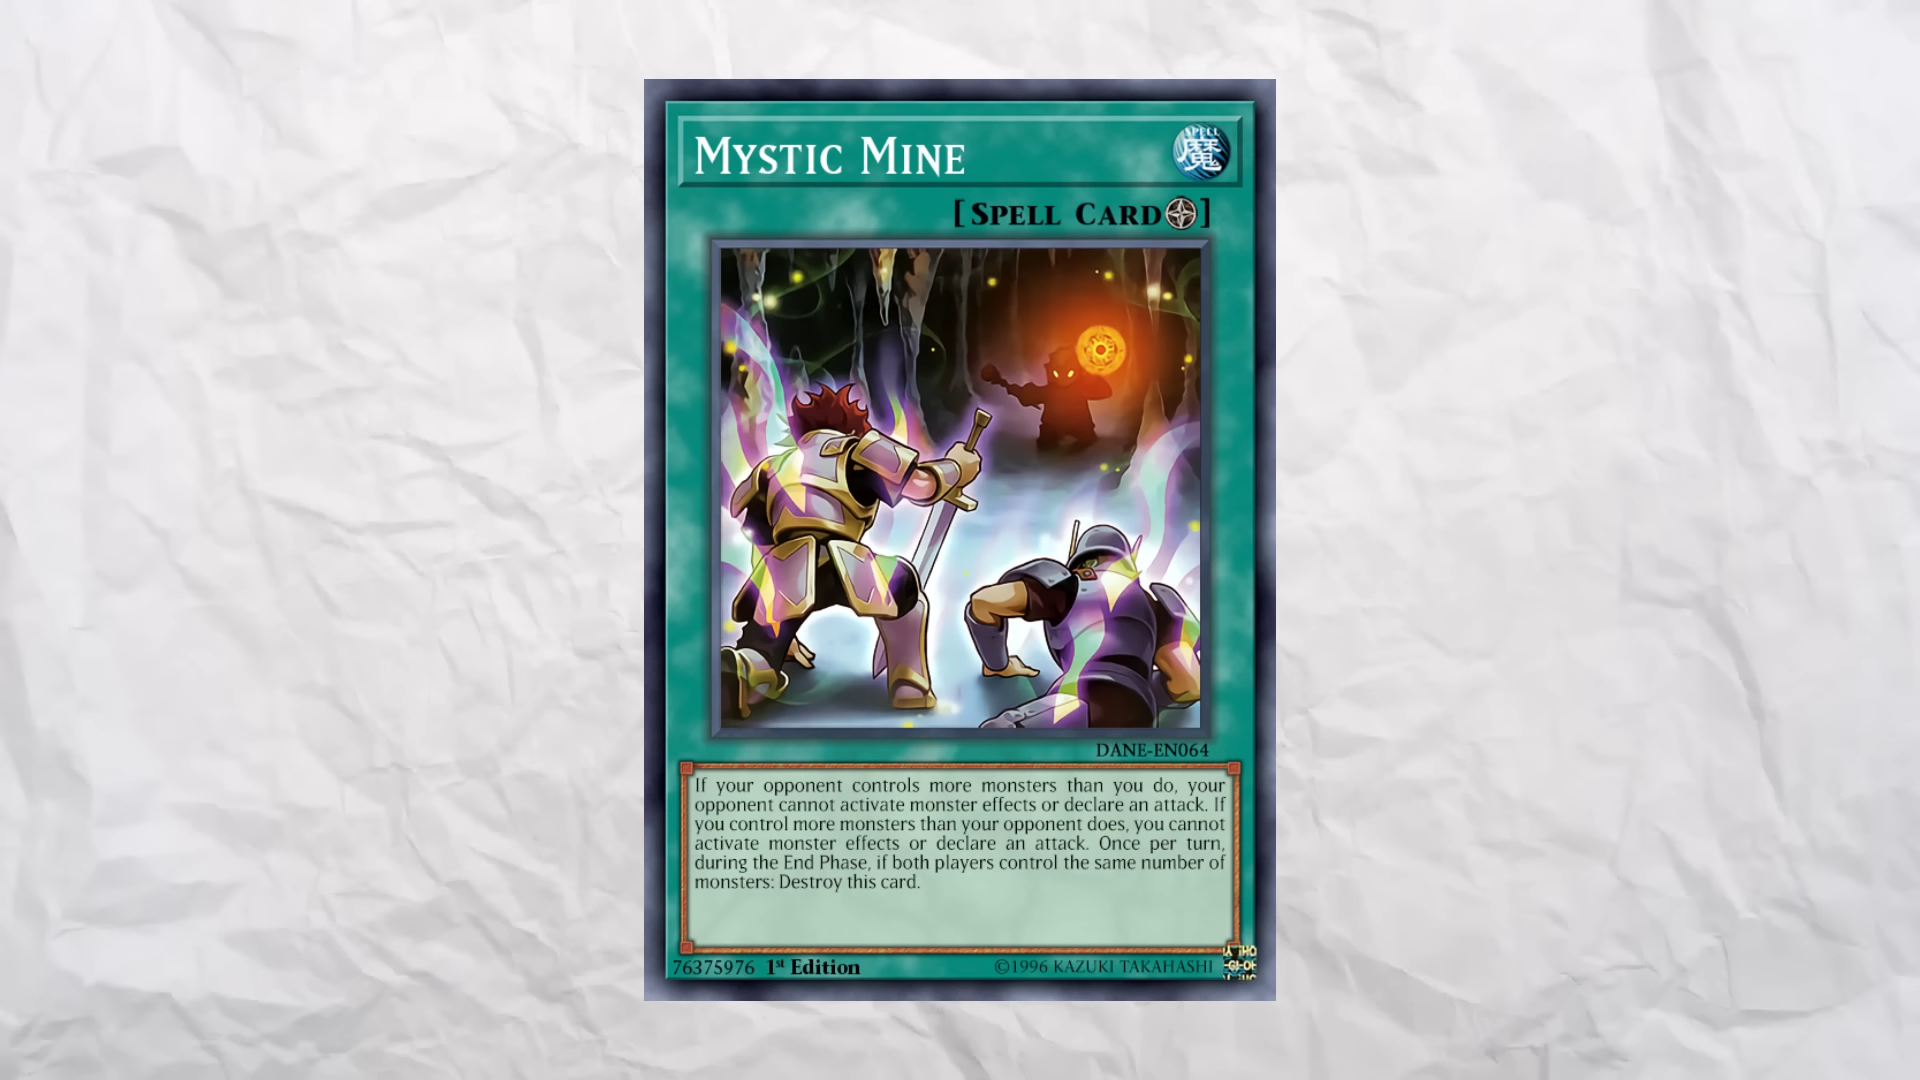 Mystic Mine
SPELL
魔
[Spell Card]
DANE-EN064
If your opponent controls more monsters than you do, your
opponent cannot activate monster effects or declare an attack. If
you control more monsters than your opponent does, you cannot
activate monster effects or declare an attack. Once per turn,
during the End Phase, if both players control the same number of
monsters: Destroy this card.
76375976 1st Edition
©1996 KAZUKI TAKAHASHI